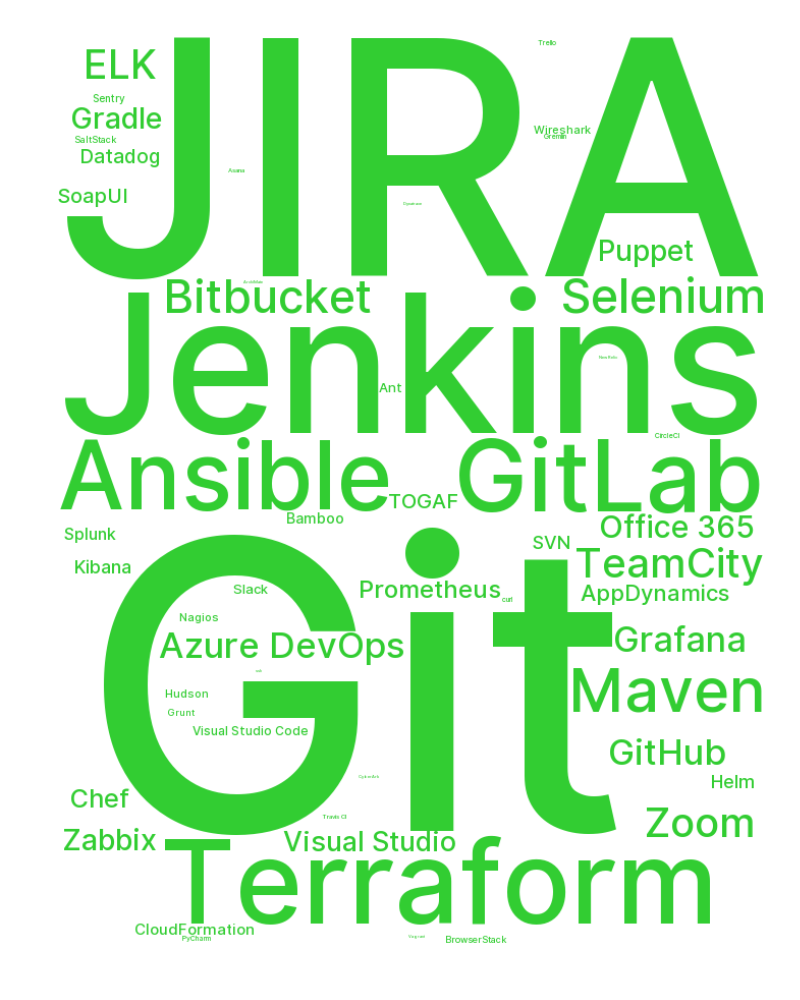 JIRA
Trello
ELK
Sentry
Gradle
Wireshark
Gremlin
SaltStack
Datadog
Asana
SoapUI
Dynatrace
Puppet
Bitbucket
Selenium
Jenkins
New Relic
Ant
CircleCI
Ansible
GitLab
TOGAF
Bamboo
Office 365
Splunk
SVN
TeamCity
Kibana
Git
Slack
Prometheus
curl
AppDynamics
Nagios
Azure DevOps
Grafana
Hudson
Maven
Grunt
Visual Studio Code
GitHub
Helm
Chef
Travis CI
Zoom
Zabbix
Visual Studio
Terraform
CloudFormation
PyCharm
BrowserStack